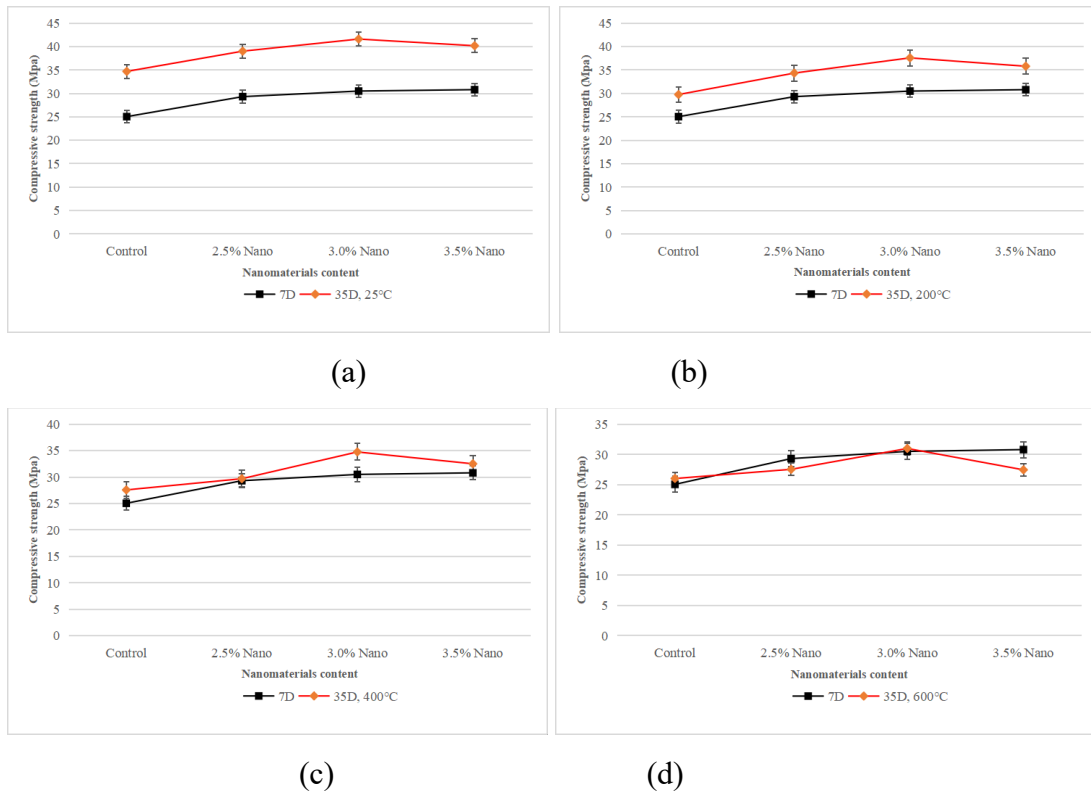 45
40
35
30
25
20
15
10
5
0
Compressive strength (Mpa)
Control 2.5% Nano 3.0% Nano 3.5% Nano
Nanomaterials content
7D 35D, 25°C
(a)
45
40
35
30
25
20
15
10
5
0
Compressive strength (Mpa)
Control 2.5% Nano 3.0% Nano 3.5% Nano
Nanomaterials content
7D 35D, 200°C
(b)
40
35
30
25
20
15
10
5
0
Compressive strength (Mpa)
Control 2.5% Nano 3.0% Nano 3.5% Nano
Nanomaterials content
7D 35D, 400°C
(c)
35
30
25
20
15
10
5
0
Compressive strength (Mpa)
Control 2.5% Nano 3.0% Nano 3.5% Nano
Nanomaterials content
7D 35D, 600°C
(d)